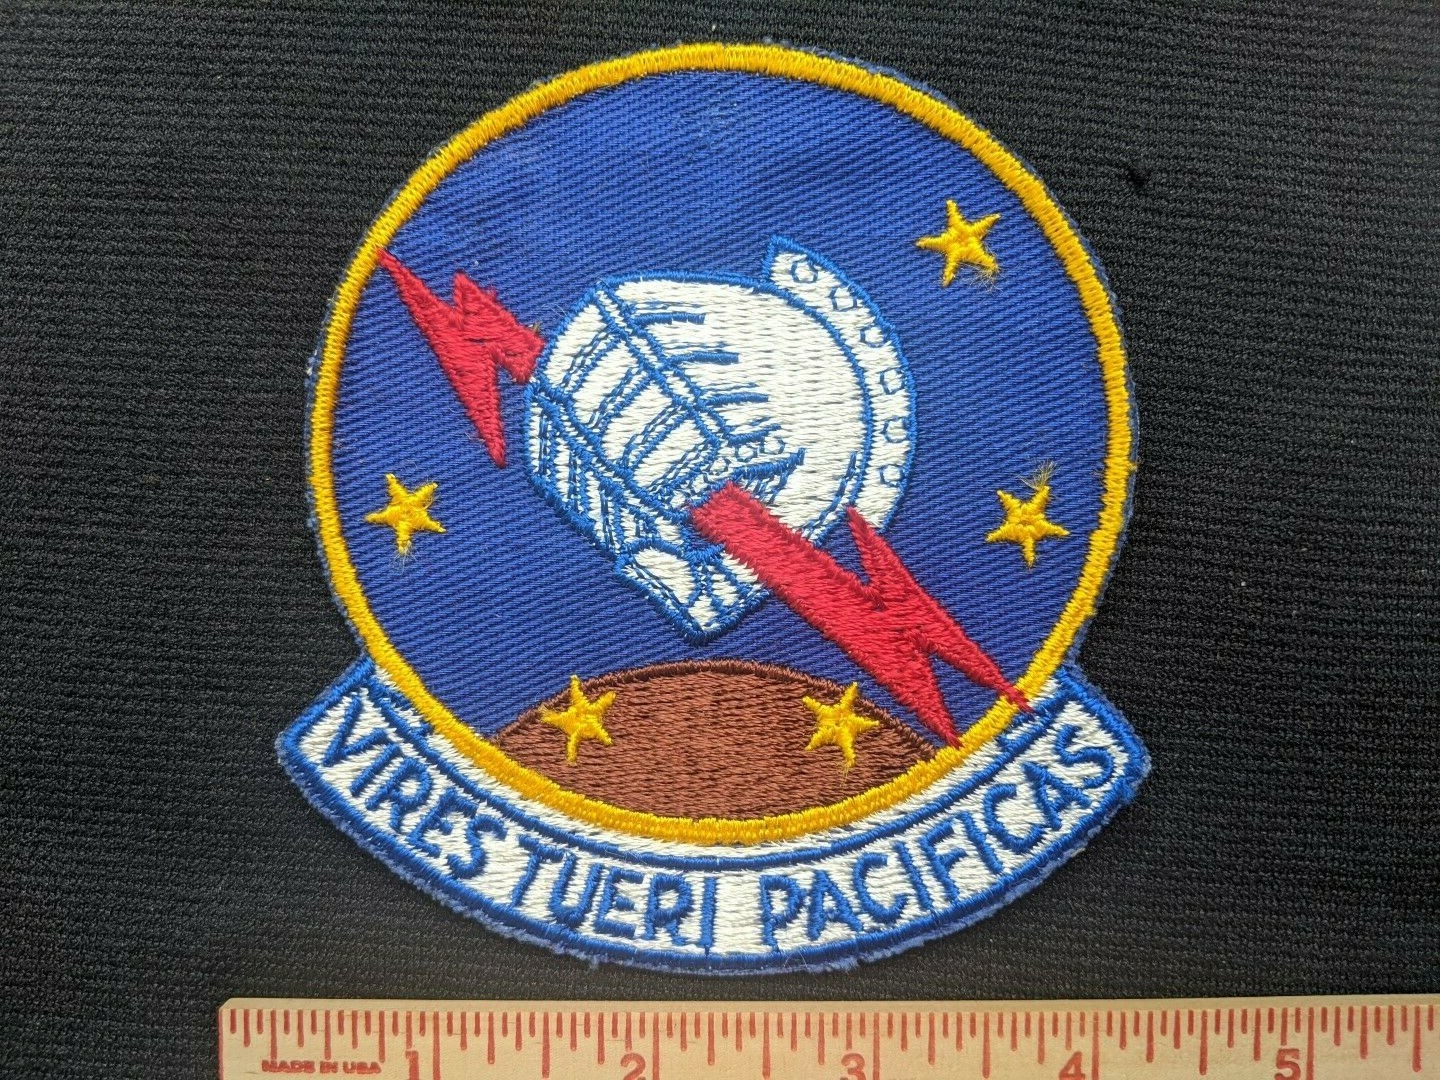 VIRES TUERI PACIFICAS
MADE IN USA 1 2 3 4 5